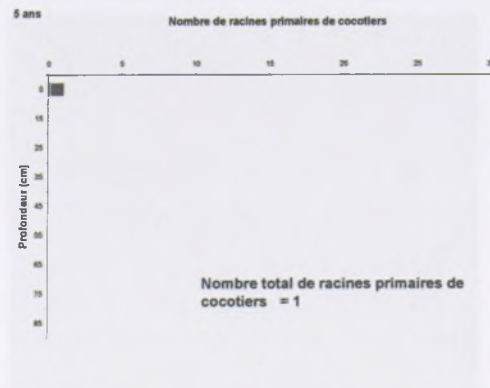 5 ans
Nombre de racines primaires de cocotiers
0 5 10 15 20 25
5
15
25
35
45
55
65
75
85
Profondeur (cm)
Nombre total de racines primaires de
cocotiers = 1